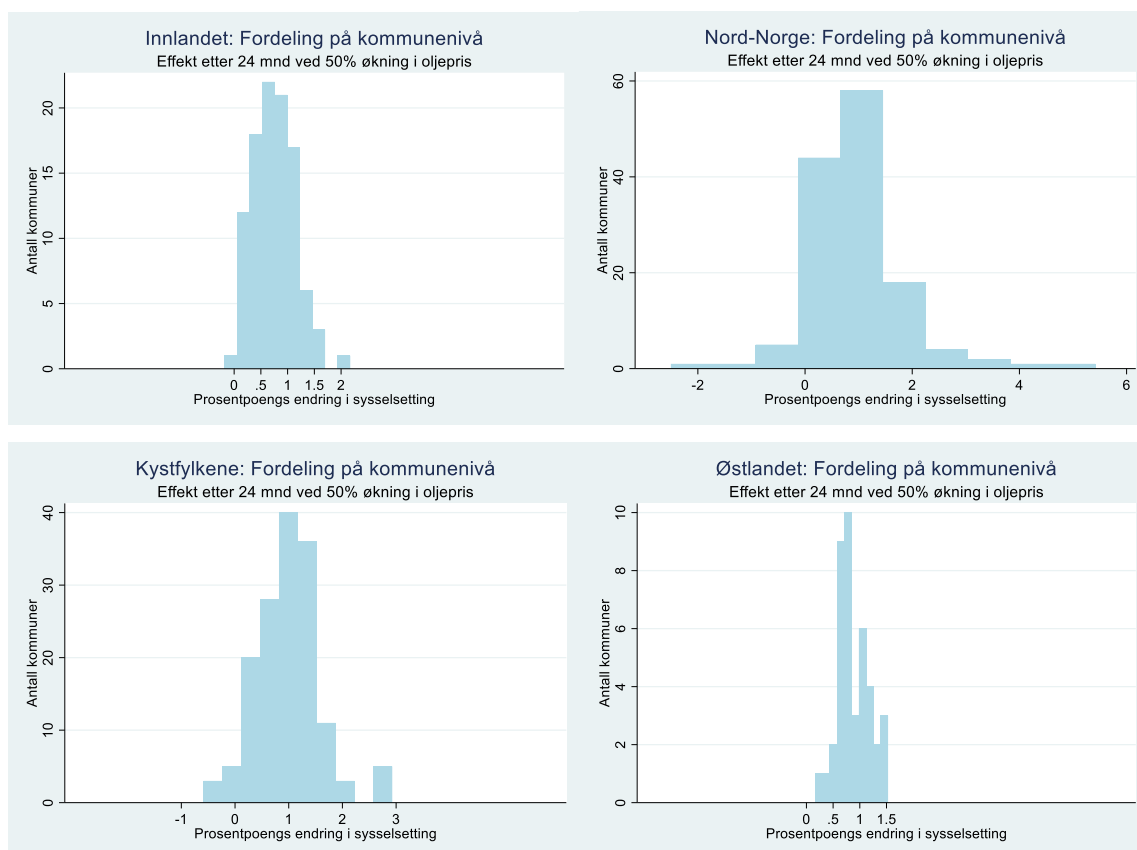 Innlandet: Fordeling på kommunenivå
Effekt etter 24 mnd ved 50% økning i oljepris
Antall kommuner
20
15
10
5
0
0 .5 1 1.5 2
Prosentpoengs endring i sysselsetting
Nord-Norge: Fordeling på kommunenivå
Effekt etter 24 mnd ved 50% økning i oljepris
Antall kommuner
60
40
20
0
-2 0 2 4 6
Prosentpoengs endring i sysselsetting
Kystfylkene: Fordeling på kommunenivå
Effekt etter 24 mnd ved 50% økning i oljepris
Antall kommuner
40
30
20
10
0
-1 0 1 2 3
Prosentpoengs endring i sysselsetting
Østlandet: Fordeling på kommunenivå
Effekt etter 24 mnd ved 50% økning i oljepris
Antall kommuner
10
8
6
4
2
0
0 .5 1 1.5
Prosentpoengs endring i sysselsetting